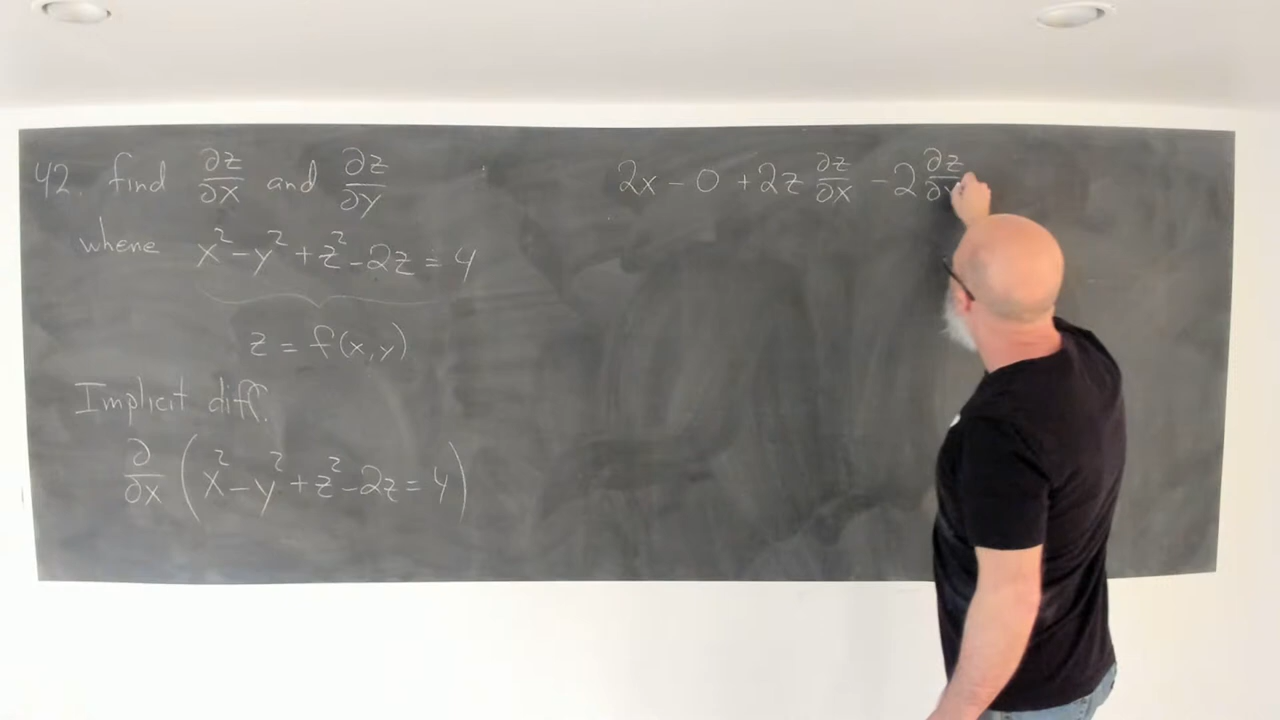 42. find ∂z/∂x and ∂z/∂y
where x² - y² + z² - 2z = 4
z = f(x,y)
Implicit diff.
∂/∂x (x² - y² + z² - 2z = 4)
2x - 0 + 2z ∂z/∂x - 2 ∂z/∂